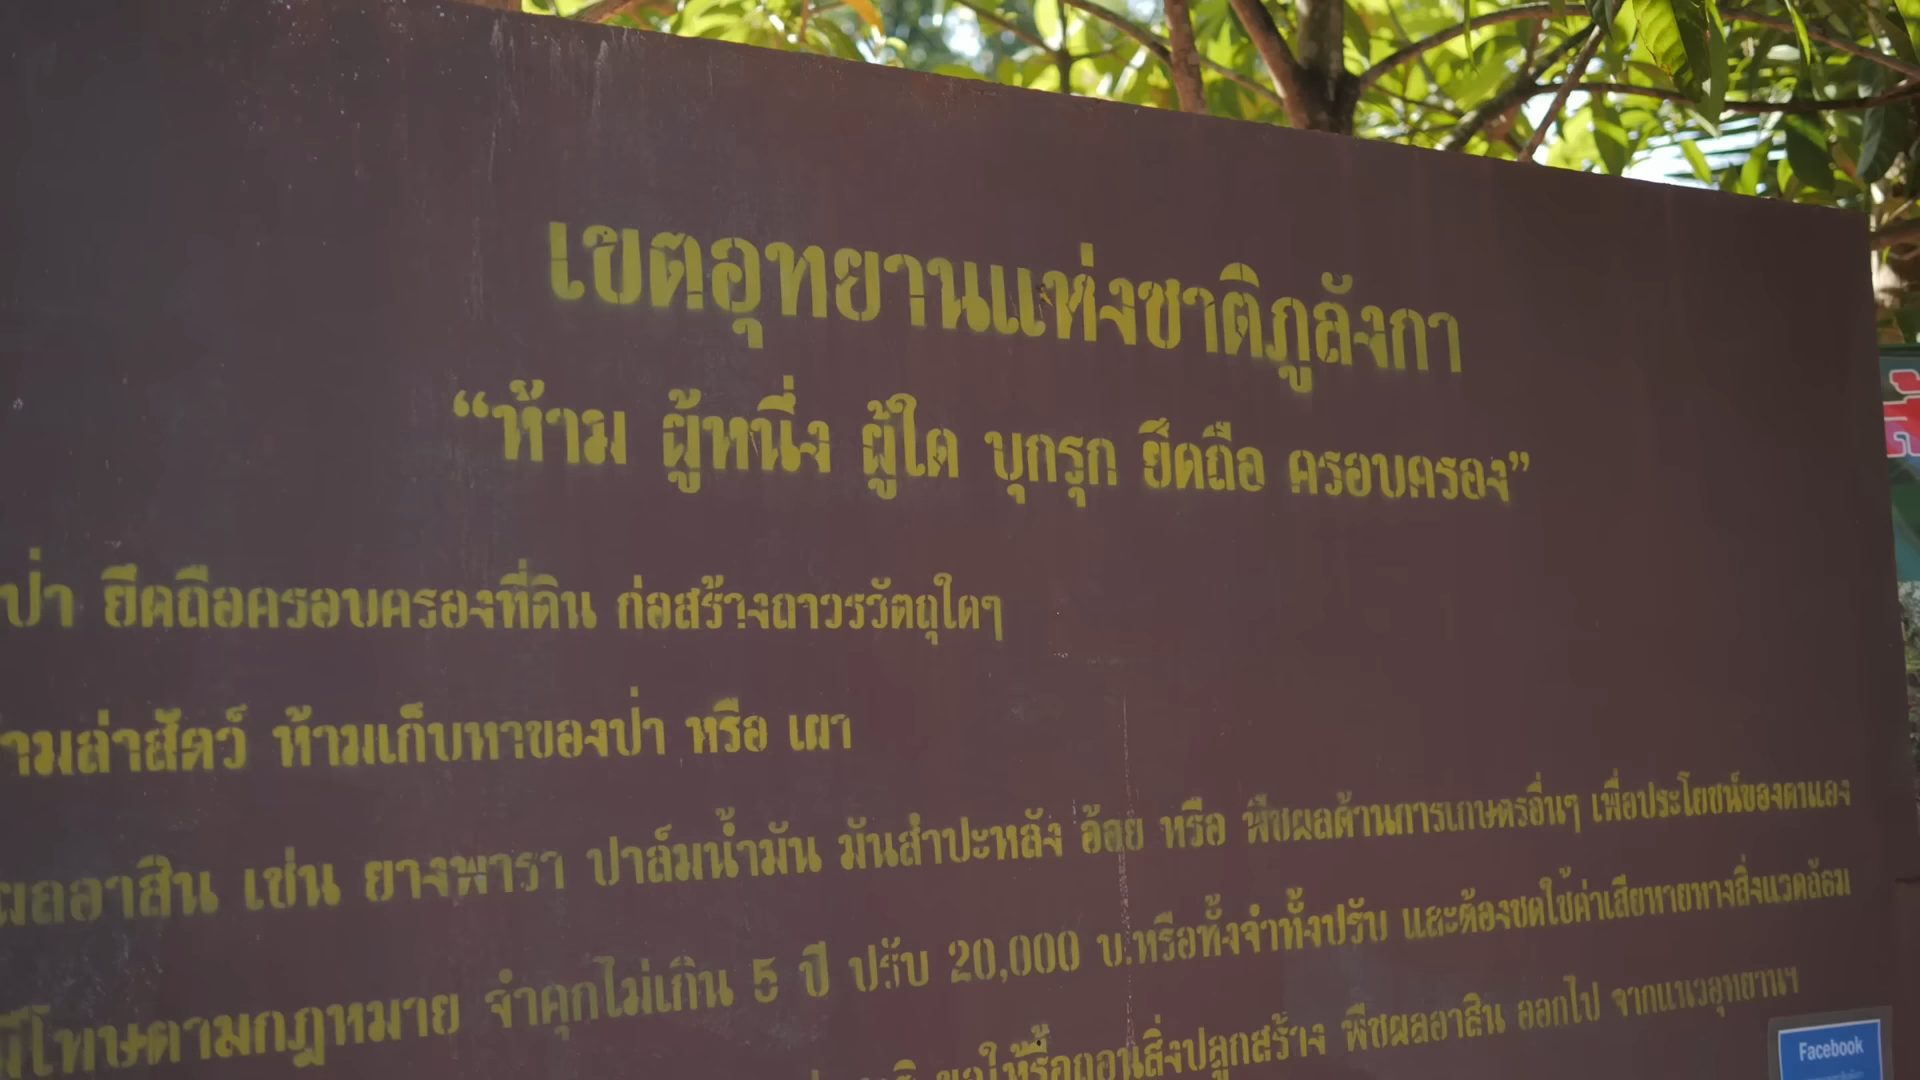 เขตอุทยานแห่งชาติภูลังกา
“ห้าม ผู้หนึ่ง ผู้ใด บุกรุก ยึดถือ ครอบครอง”
ป่า ยึดถือครอบครองที่ดิน ก่อสร้างถาวรวัตถุใดๆ
ามล่าสัตว์ ห้ามเก็บหาของป่า หรือ เผา
ผลอาสิน เช่น ยางพารา ปาล์มน้ำมัน มันสำปะหลัง อ้อย หรือ พืชผลด้านการเกษตรอื่นๆ เพื่อประโยชน์ของตาแอง
มีโทษตามกฎหมาย จำคุกไม่เกิน 5 ปี ปรับ 20,000 บ.หรือทั้งจำทั้งปรับ และต้องชดใช้ค่าเสียหายทางสิ่งแวดล้อม
ให้รื้อถอนสิ่งปลูกสร้าง พืชผลอาสิน ออกไป จากแนวอุทยานฯ
Facebook